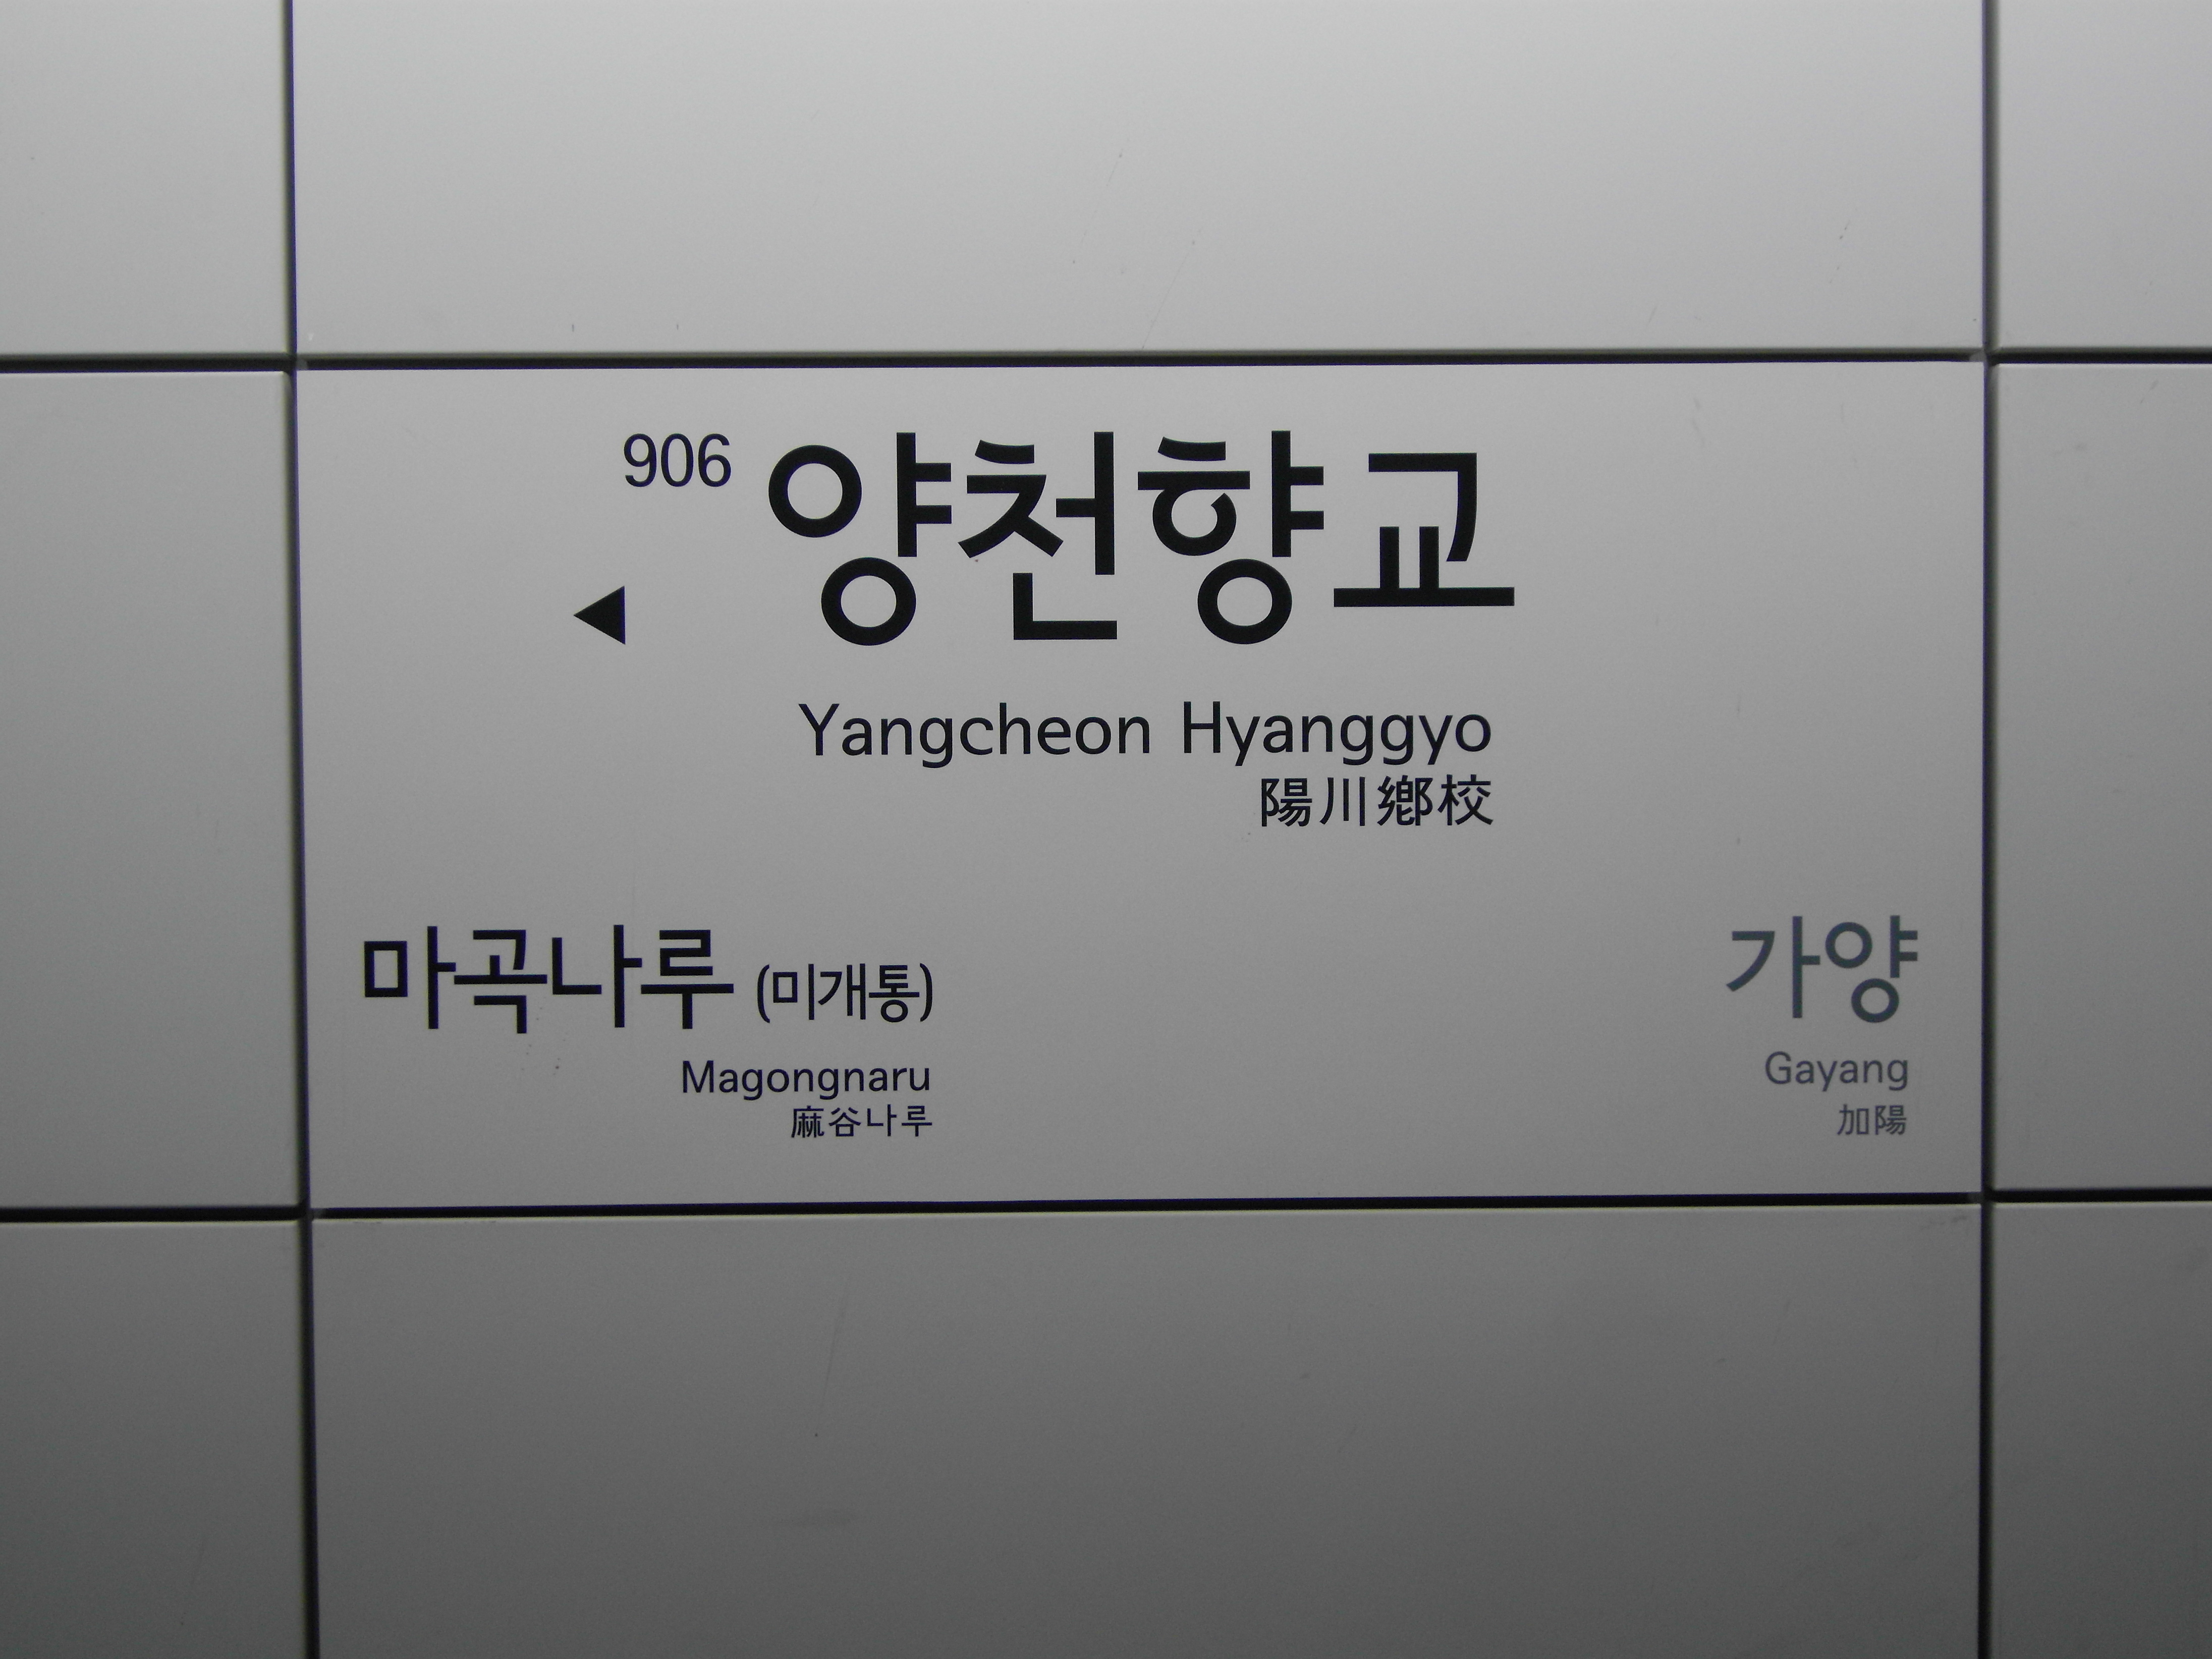 906 양천향교
Yangcheon Hyanggyo
陽川鄕校
마곡나루 (미개통)
Magongnaru
麻谷나루
가양
Gayang
加陽